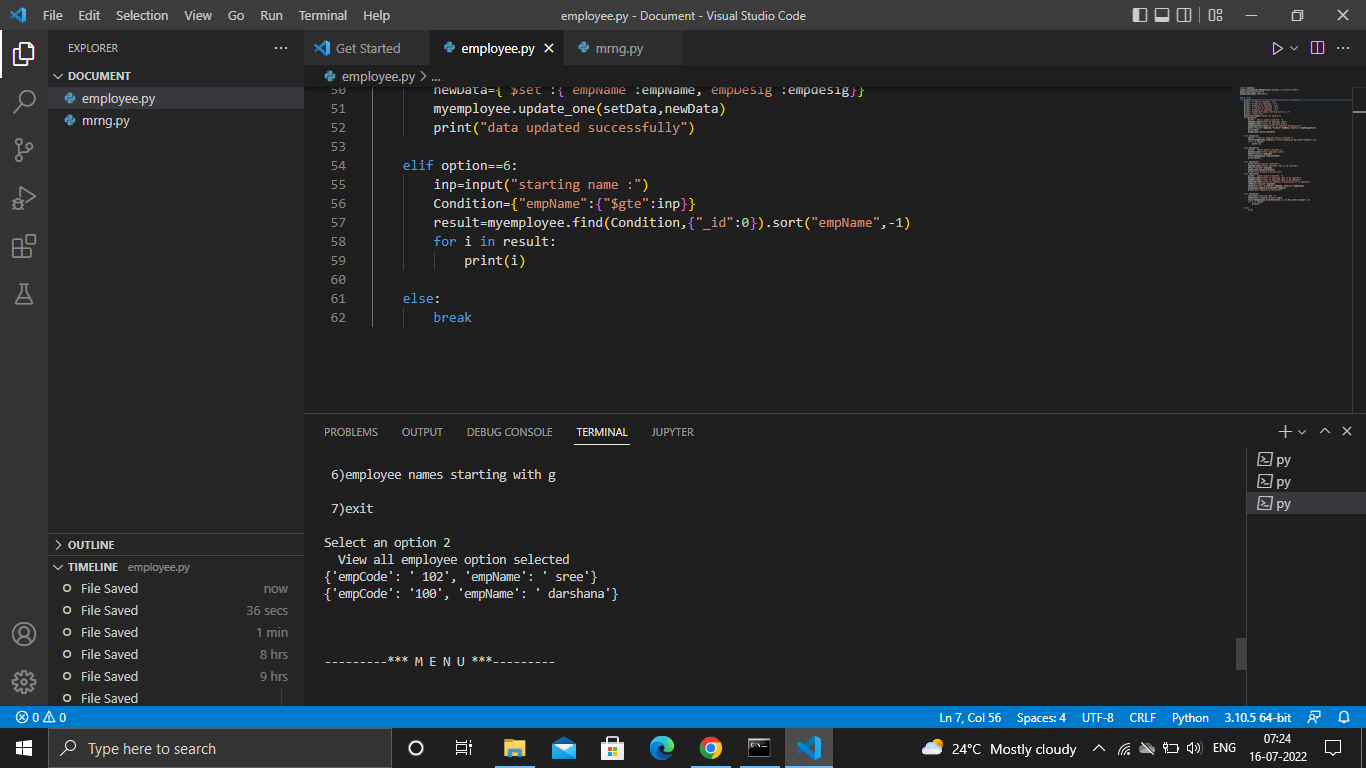 File Edit Selection View Go Run Terminal Help employee.py - Document - Visual Studio Code
EXPLORER
DOCUMENT
employee.py
mrng.py
OUTLINE
TIMELINE employee.py
File Saved now
File Saved 36 secs
File Saved 1 min
File Saved 8 hrs
File Saved 9 hrs
File Saved
Get Started employee.py mrng.py
employee.py > ...
50 newData={"$set":{"empName":empName,"empDesig":empdesig}}
51 myemployee.update_one(setData,newData)
52 print("data updated successfully")
53
54 elif option==6:
55 inp=input("starting name :")
56 Condition={"empName":{"$gte":inp}}
57 result=myemployee.find(Condition,{"_id":0}).sort("empName",-1)
58 for i in result:
59 print(i)
60
61 else:
62 break
PROBLEMS OUTPUT DEBUG CONSOLE TERMINAL JUPYTER
6)employee names starting with g
7)exit
Select an option 2
View all employee option selected
{'empCode': ' 102', 'empName': ' sree'}
{'empCode': '100', 'empName': ' darshana'}
---------*** M E N U ***---------
py
py
py
0 0 Ln 7, Col 56 Spaces: 4 UTF-8 CRLF Python 3.10.5 64-bit
Type here to search 24°C Mostly cloudy ENG 07:24
16-07-2022